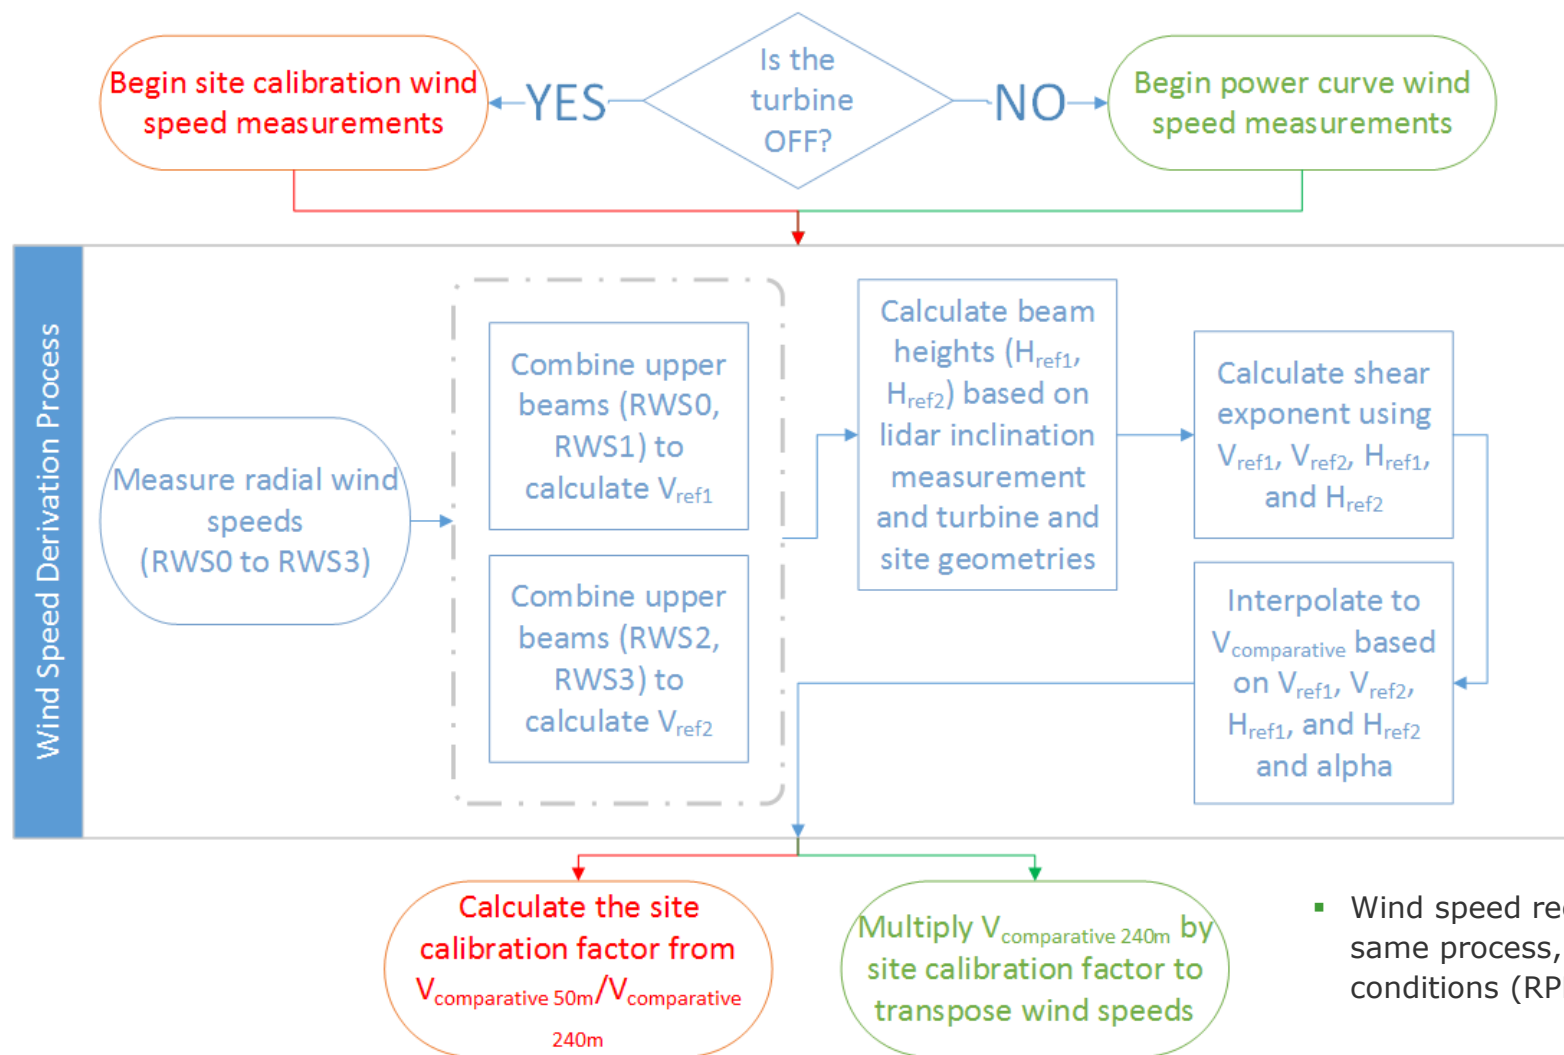 Is the
turbine
OFF?
YES
NO
Begin site calibration wind
speed measurements
Begin power curve wind
speed measurements
Wind Speed Derivation Process
Measure radial wind
speeds
(RWS0 to RWS3)
Combine upper
beams (RWS0,
RWS1) to
calculate Vref1
Combine upper
beams (RWS2,
RWS3) to
calculate Vref2
Calculate beam
heights (Href1,
Href2) based on
lidar inclination
measurement
and turbine and
site geometries
Calculate shear
exponent using
Vref1, Vref2, Href1,
and Href2
Interpolate to
Vcomparative based
on Vref1, Vref2,
Href1, and Href2
and alpha
Calculate the site
calibration factor from
Vcomparative 50m/Vcomparative
240m
Multiply Vcomparative 240m by
site calibration factor to
transpose wind speeds
▪ Wind speed
same process,
conditions